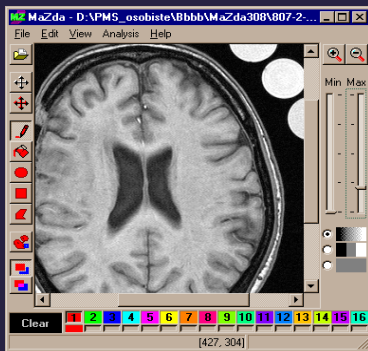 MZ MaZda - D:\PMS_osobiste\Bbbb\MaZda308\807-2-...
File Edit View Analysis Help
Min Max
Clear 1 2 3 4 5 6 7 8 9 10 11 12 13 14 15 16
[427, 304]